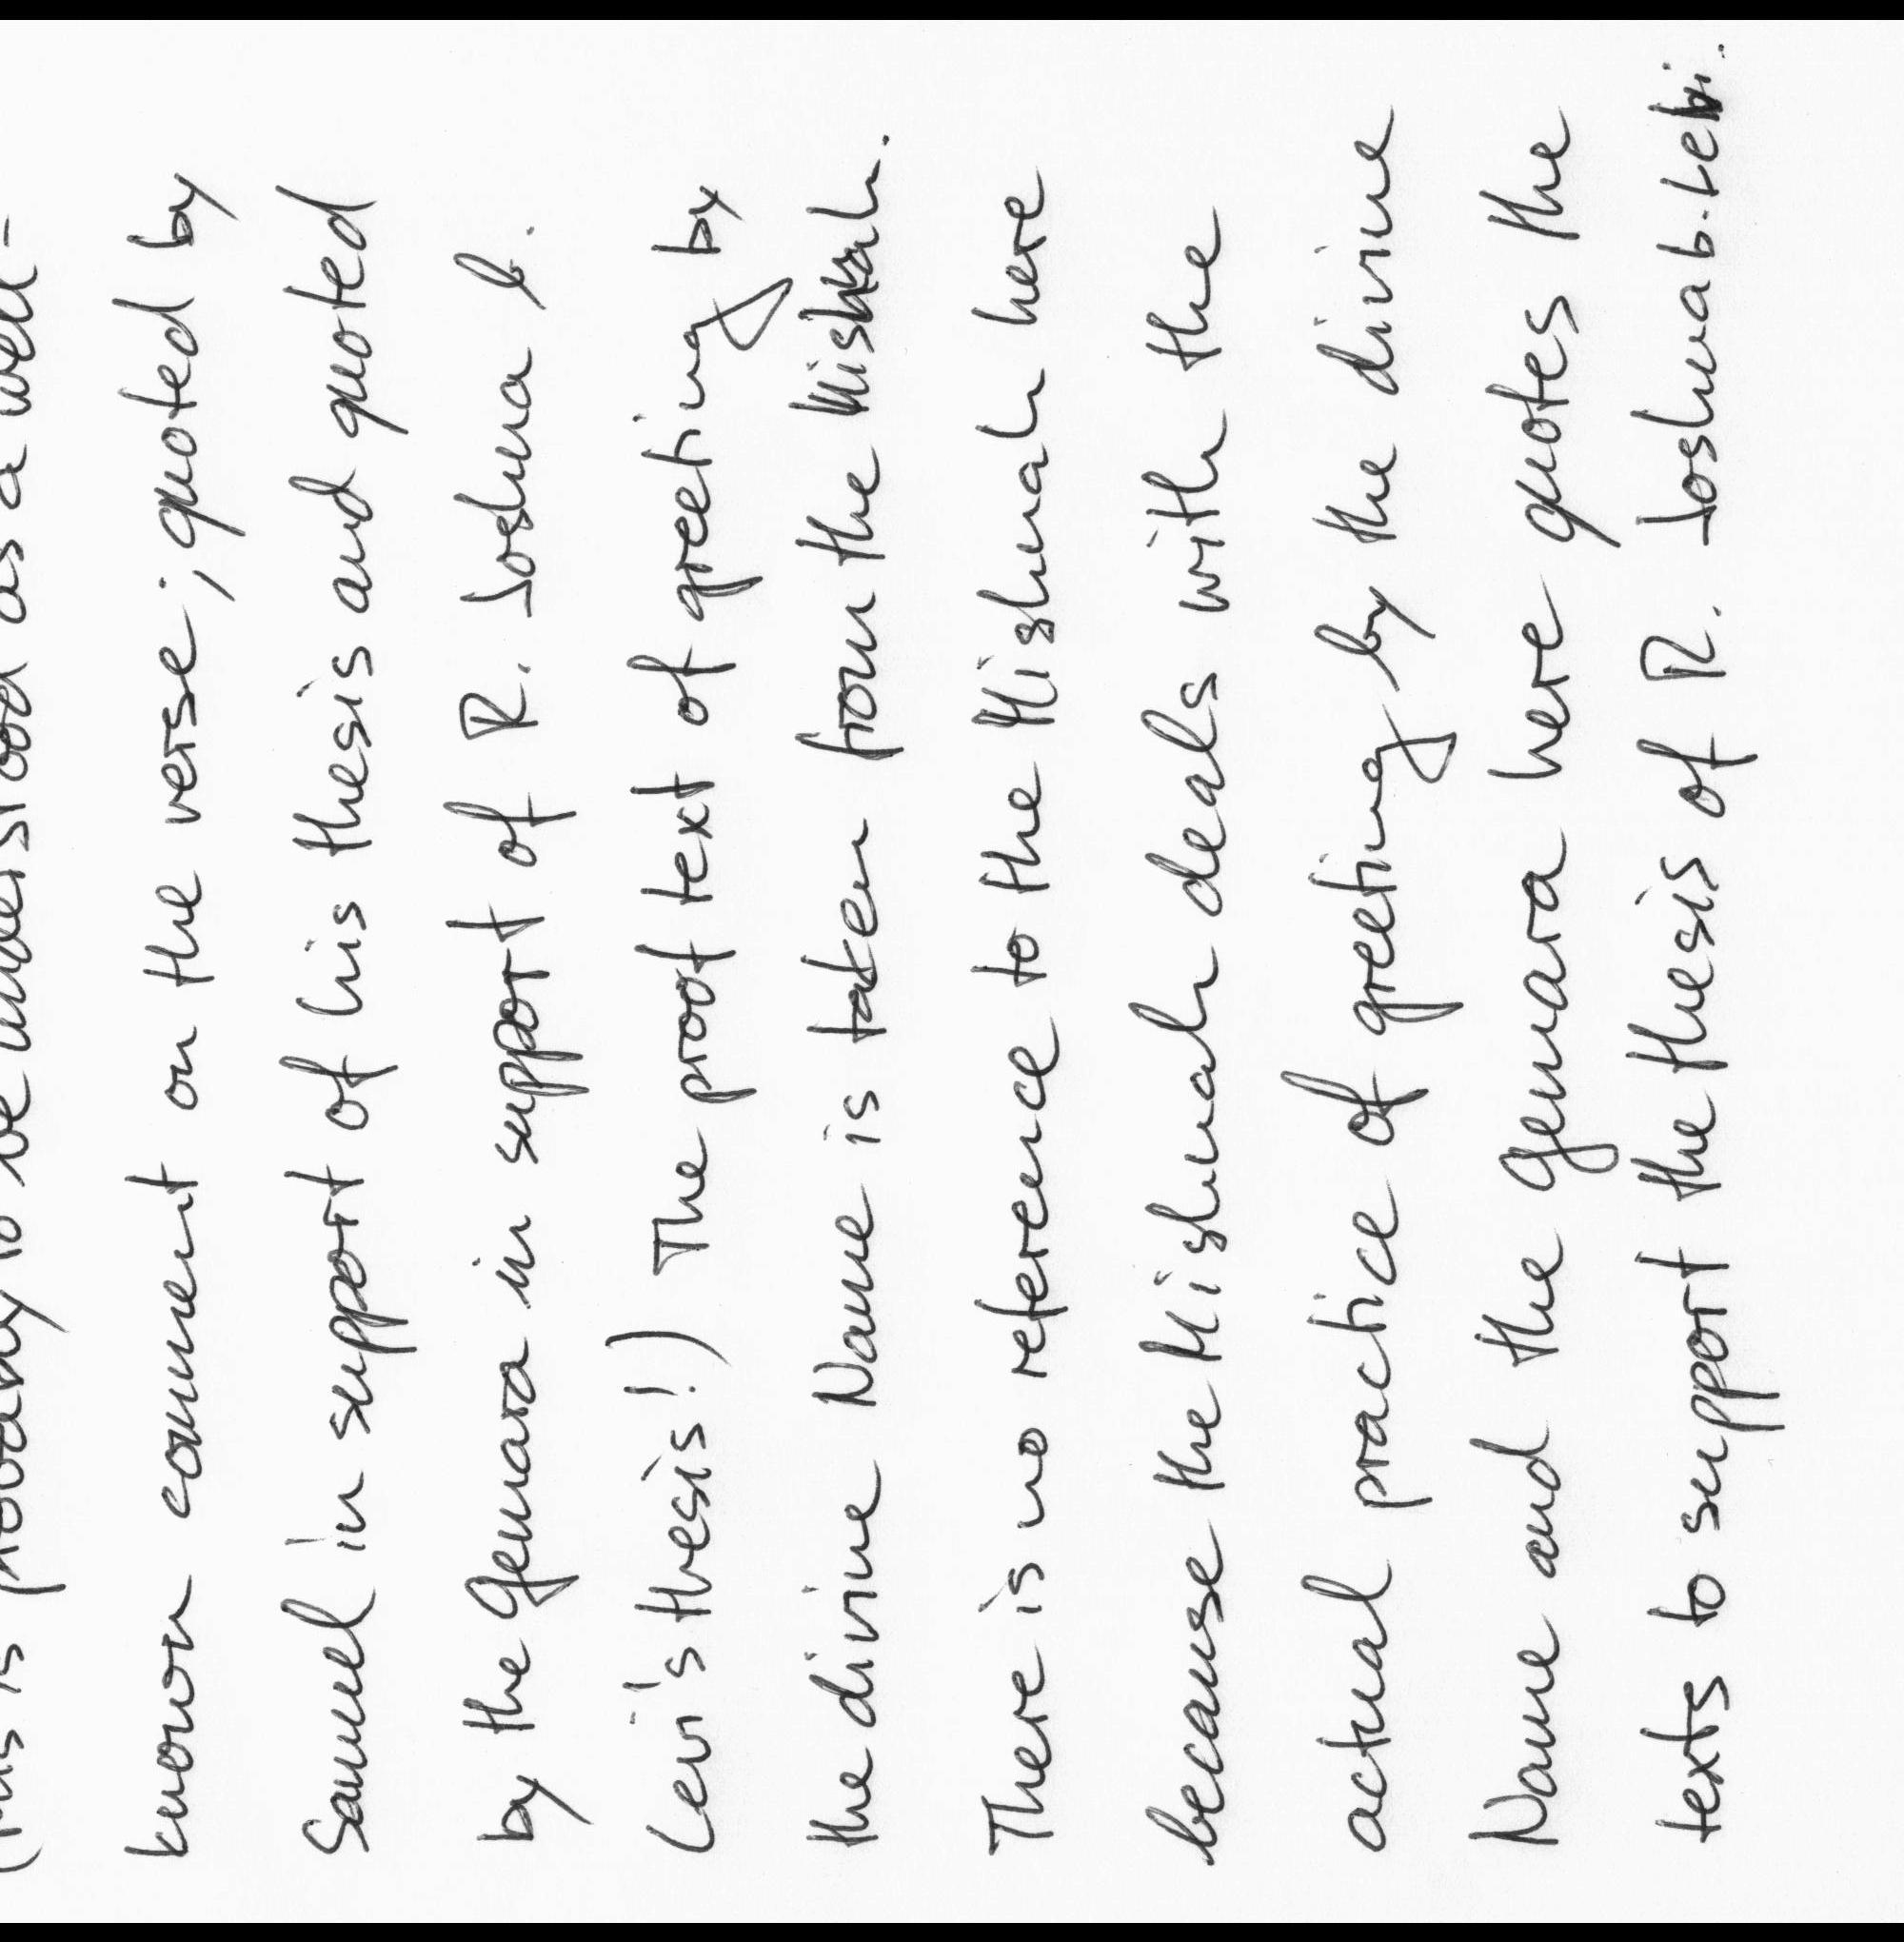 (This is probably to be understood as a well-
known comment on the verse; quoted by
Samuel in support of his thesis and quoted
by the Gemara in support of R. Joshua b.
Levi's thesis!) The proof text of greeting by
the divine Name is taken from the Mishnah.
There is no reference to the Mishnah here
because the Mishnah deals with the
actual practice of greeting by the divine
Name and the Gemara here quotes the
texts to support the thesis of R. Joshua b. Levi.